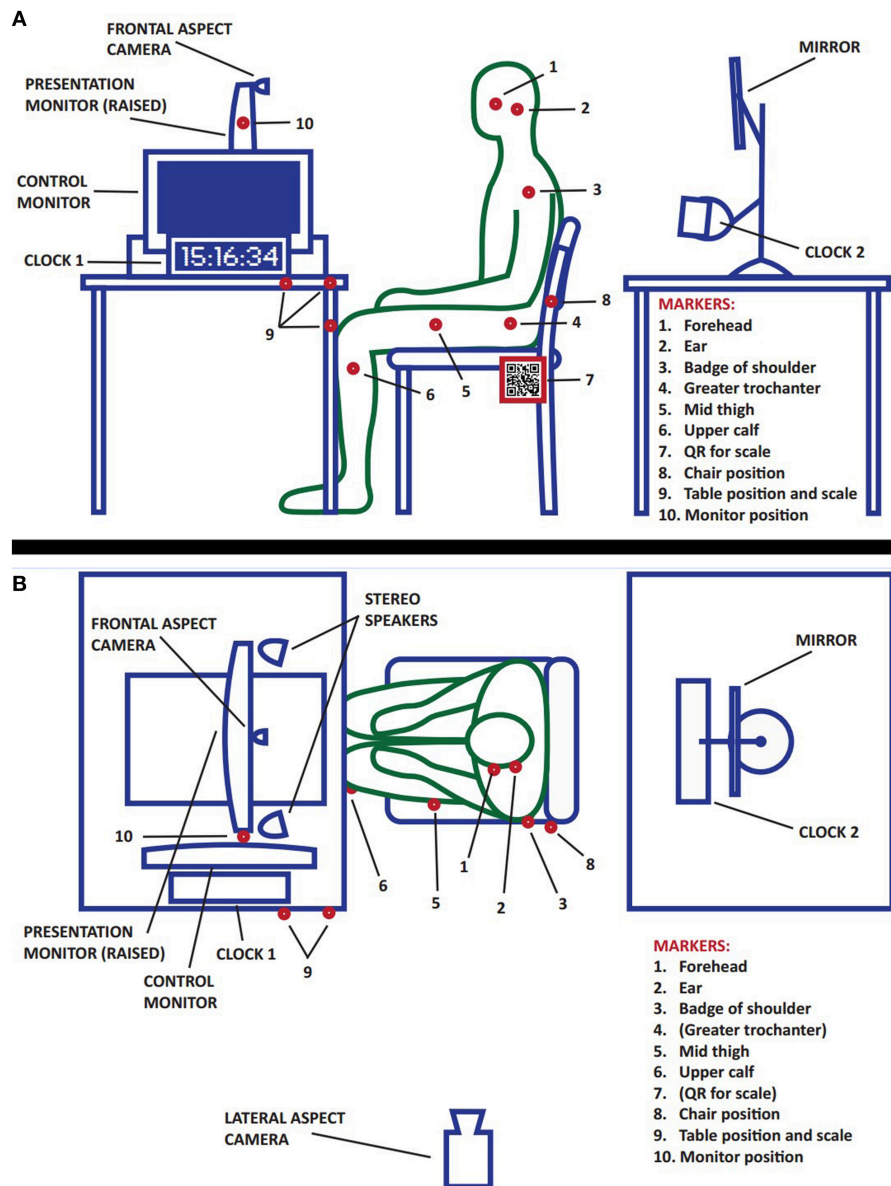 A
FRONTAL ASPECT
CAMERA
PRESENTATION
MONITOR (RAISED)
10
CONTROL
MONITOR
CLOCK 1
15:16:34
9
1
2
3
8
4
5
6
7
MIRROR
CLOCK 2
MARKERS:
1. Forehead
2. Ear
3. Badge of shoulder
4. Greater trochanter
5. Mid thigh
6. Upper calf
7. QR for scale
8. Chair position
9. Table position and scale
10. Monitor position
B
FRONTAL ASPECT
CAMERA
STEREO
SPEAKERS
10
PRESENTATION
MONITOR (RAISED)
CLOCK 1
CONTROL
MONITOR
9
6
5
1
2
3
8
MIRROR
CLOCK 2
MARKERS:
1. Forehead
2. Ear
3. Badge of shoulder
4. (Greater trochanter)
5. Mid thigh
6. Upper calf
7. (QR for scale)
8. Chair position
9. Table position and scale
10. Monitor position
LATERAL ASPECT
CAMERA